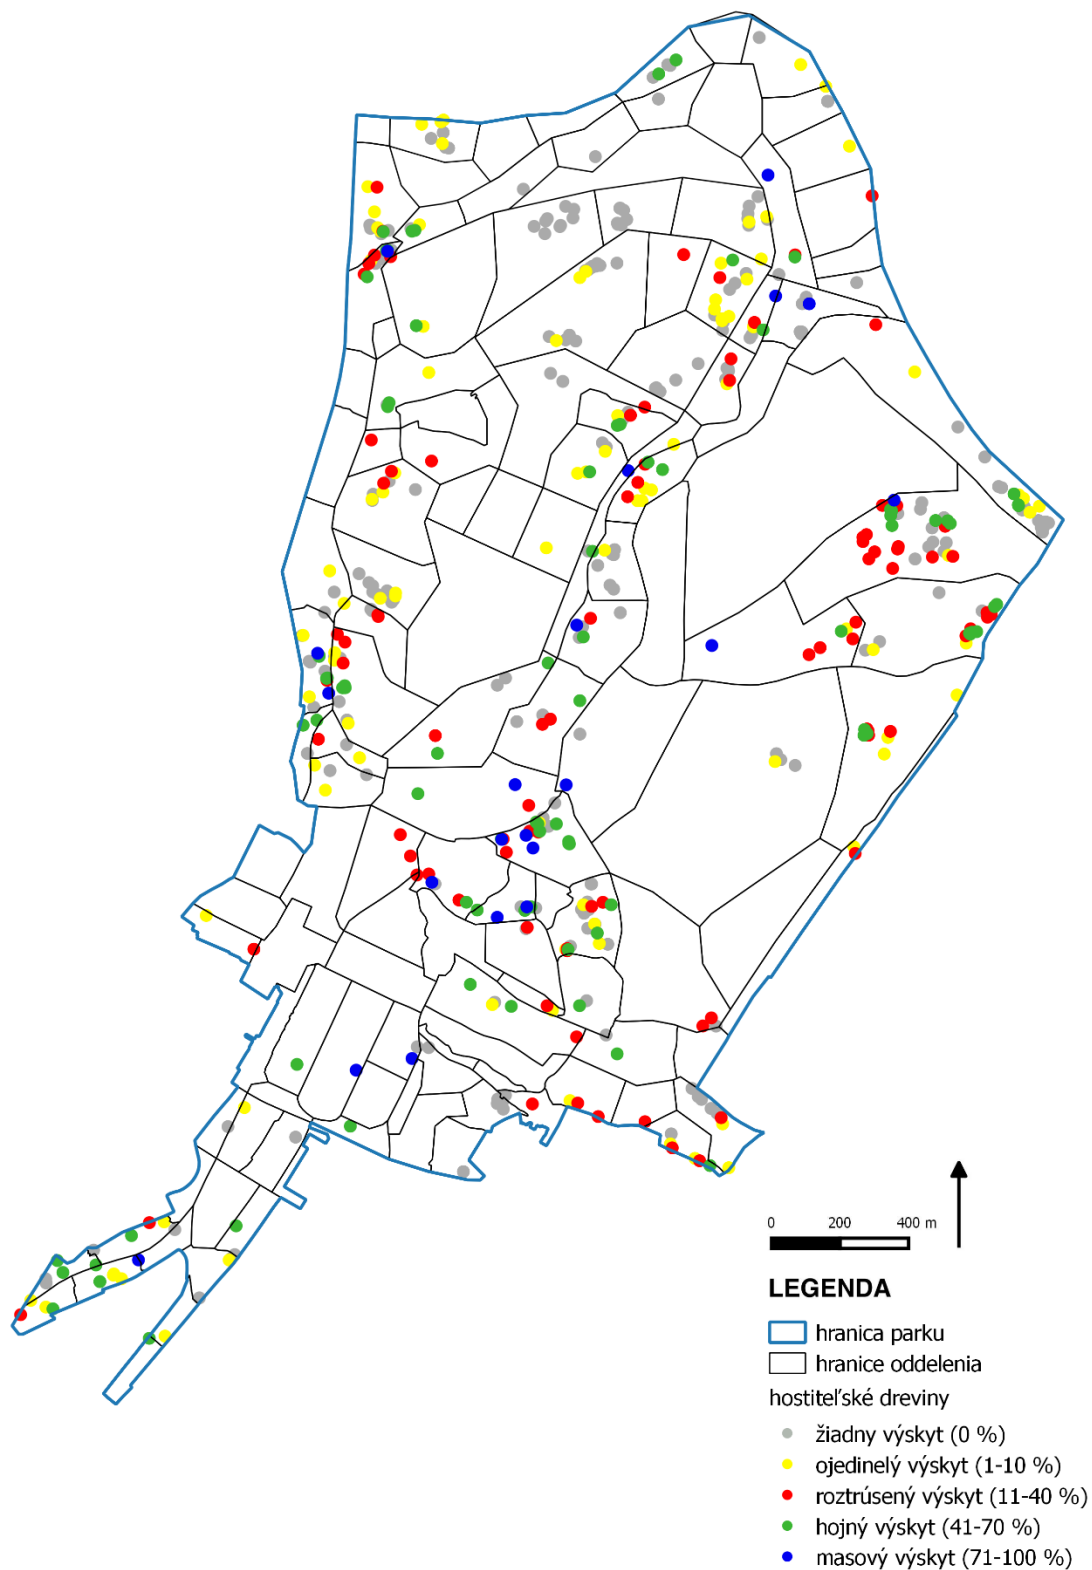 0 200 400 m
LEGENDA
hranica parku
hranice oddelenia
hostiteľské dreviny
žiadny výskyt (0 %)
ojedinelý výskyt (1-10 %)
roztrúsený výskyt (11-40 %)
hojný výskyt (41-70 %)
masový výskyt (71-100 %)